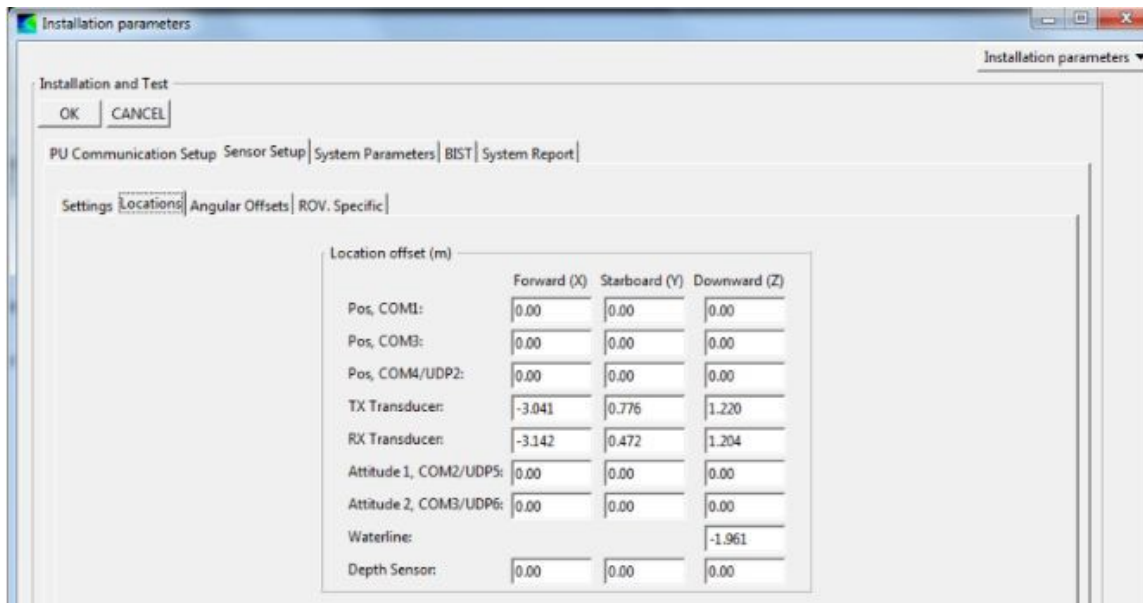 Installation parameters
Installation parameters
Installation and Test
OK CANCEL
PU Communication Setup Sensor Setup System Parameters BIST System Report
Settings Locations Angular Offsets ROV. Specific
Location offset (m)
Forward (X) Starboard (Y) Downward (Z)
Pos, COM1: 0.00 0.00 0.00
Pos, COM3: 0.00 0.00 0.00
Pos, COM4/UDP2: 0.00 0.00 0.00
TX Transducer: -3.041 0.776 1.220
RX Transducer: -3.142 0.472 1.204
Attitude 1, COM2/UDP5: 0.00 0.00 0.00
Attitude 2, COM3/UDP6: 0.00 0.00 0.00
Waterline: -1.961
Depth Sensor: 0.00 0.00 0.00